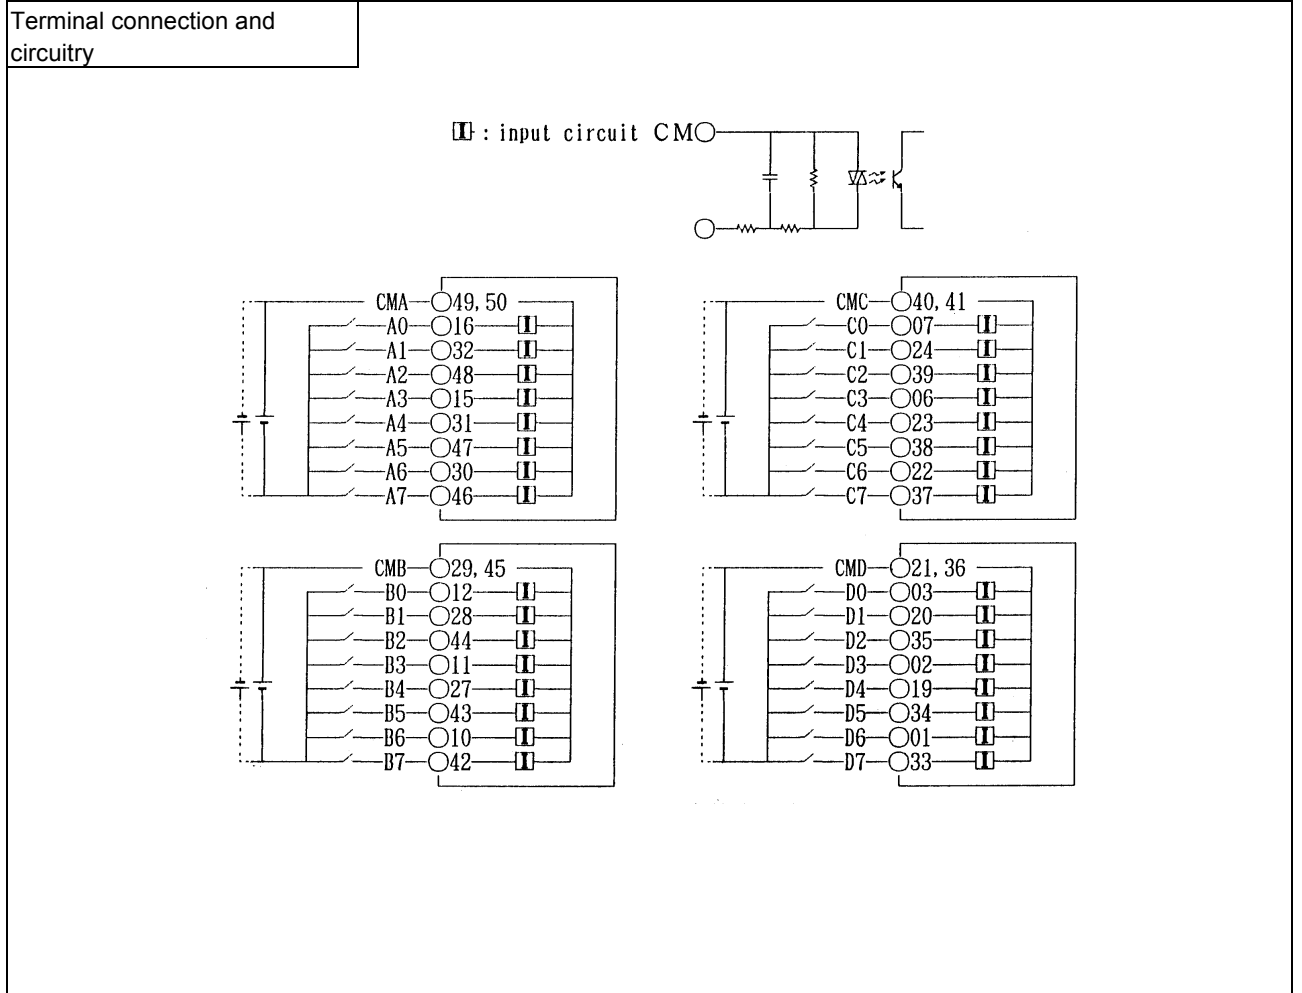 Terminal connection and
circuitry
I : input circuit CM
CMA 49, 50
A0 16 I
A1 32 I
A2 48 I
A3 15 I
A4 31 I
A5 47 I
A6 30 I
A7 46 I
CMC 40, 41
C0 07 I
C1 24 I
C2 39 I
C3 06 I
C4 23 I
C5 38 I
C6 22 I
C7 37 I
CMB 29, 45
B0 12 I
B1 28 I
B2 44 I
B3 11 I
B4 27 I
B5 43 I
B6 10 I
B7 42 I
CMD 21, 36
D0 03 I
D1 20 I
D2 35 I
D3 02 I
D4 19 I
D5 34 I
D6 01 I
D7 33 I